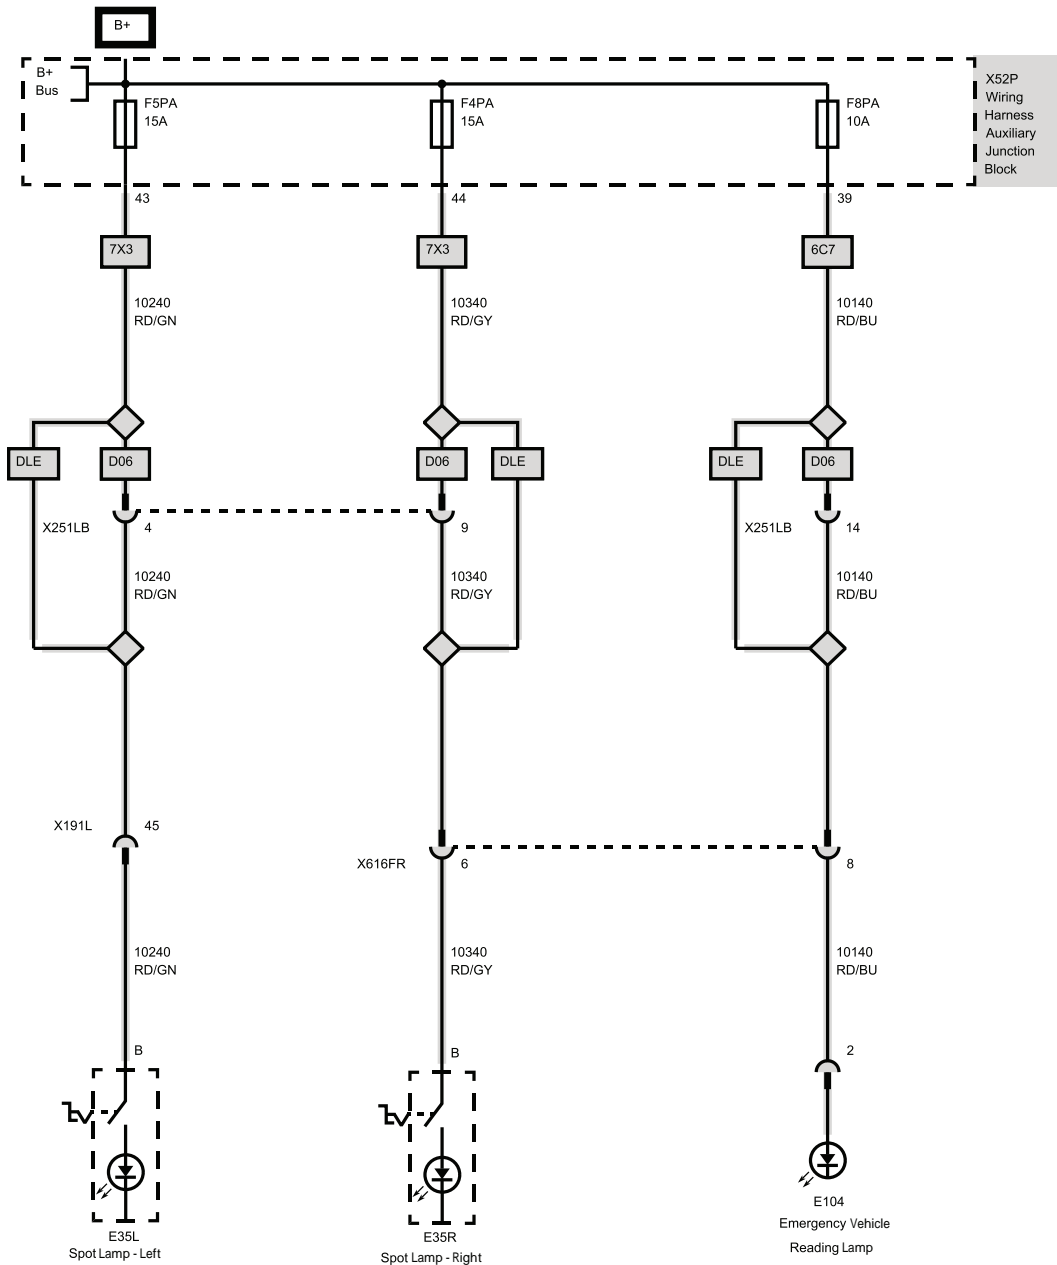 B+
B+
Bus
F5PA
15A
F4PA
15A
F8PA
10A
X52P
Wiring
Harness
Auxiliary
Junction
Block
43
44
39
7X3
7X3
6C7
10240
RD/GN
10340
RD/GY
10140
RD/BU
DLE
D06
D06
DLE
DLE
D06
X251LB
4
9
X251LB
14
10240
RD/GN
10340
RD/GY
10140
RD/BU
X191L
45
X616FR
6
8
10240
RD/GN
10340
RD/GY
10140
RD/BU
B
B
2
E35L
Spot Lamp - Left
E35R
Spot Lamp - Right
E104
Emergency Vehicle
Reading Lamp